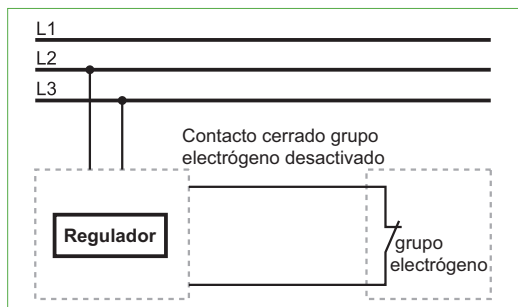 L1
L2
L3
Contacto cerrado grupo
electrógeno desactivado
Regulador
grupo
electrógeno